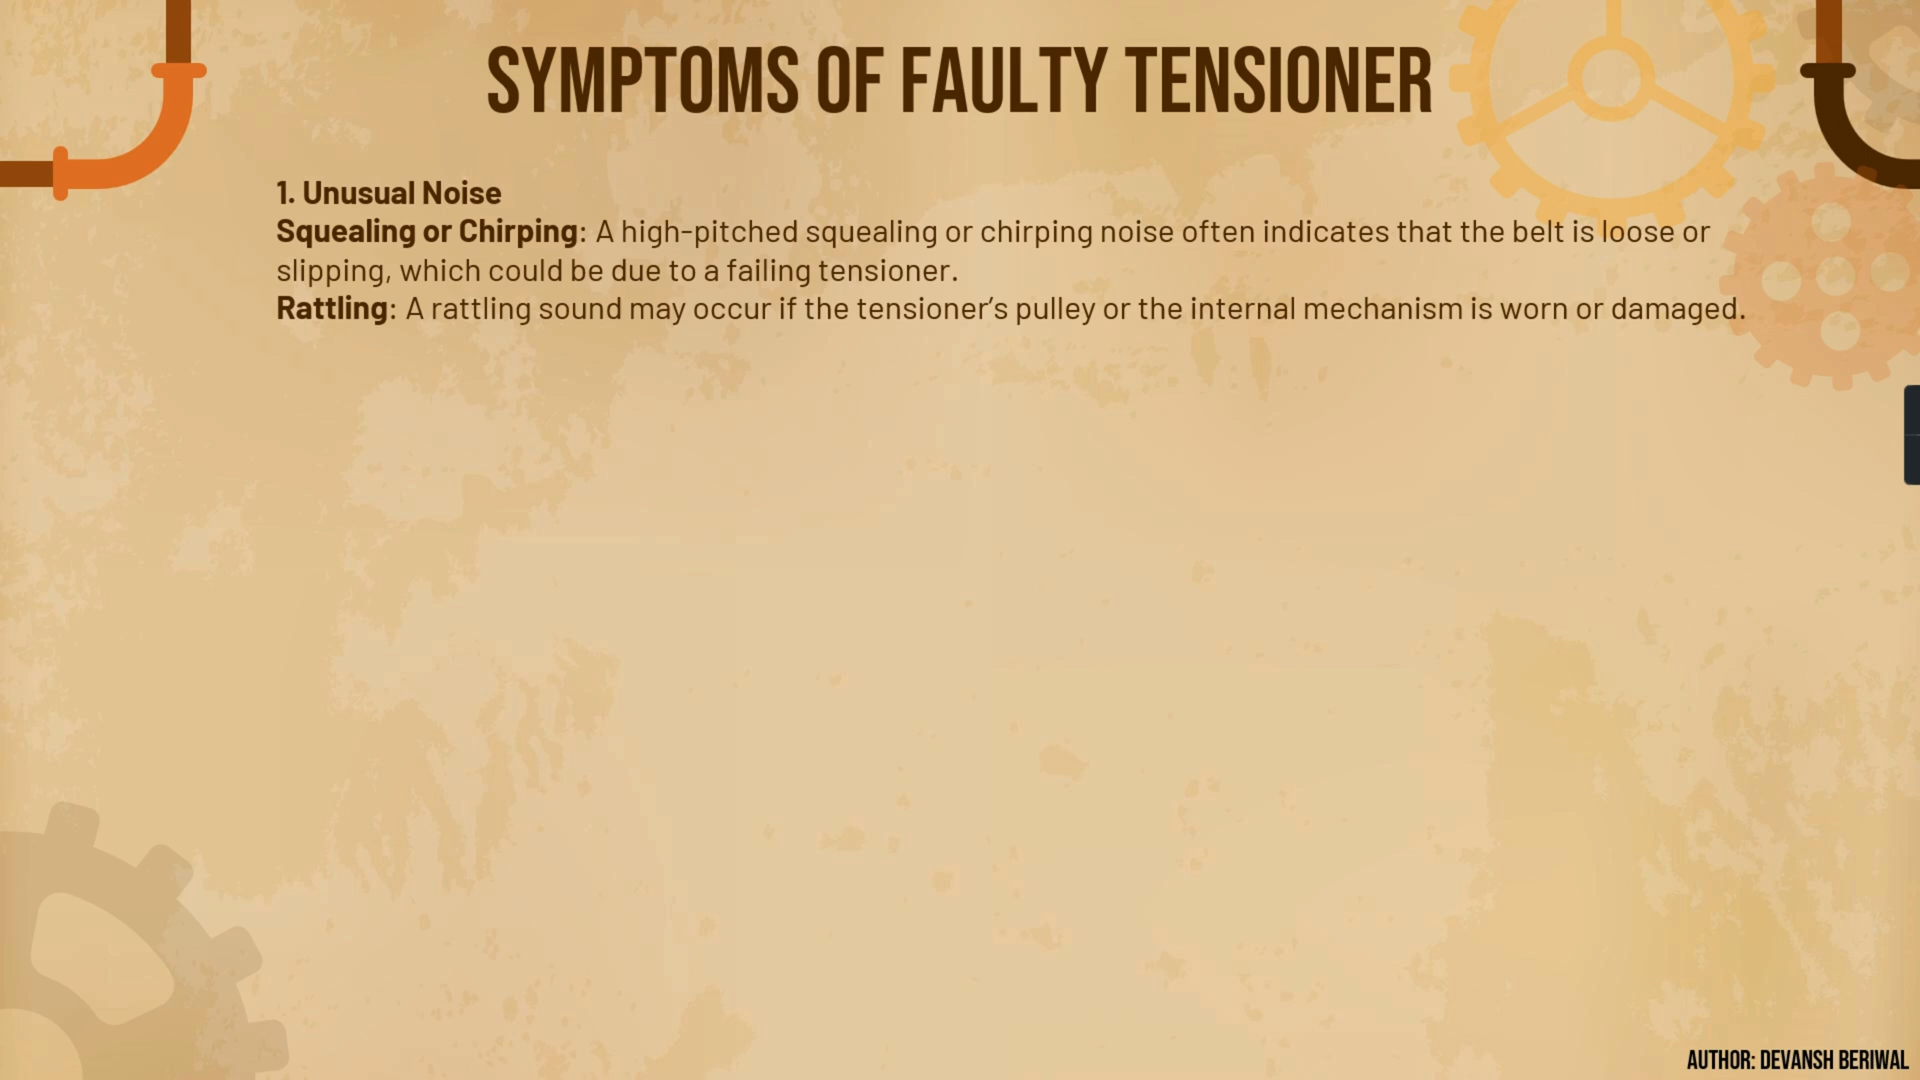 SYMPTOMS OF FAULTY TENSIONER
1. Unusual Noise
Squealing or Chirping: A high-pitched squealing or chirping noise often indicates that the belt is loose or
slipping, which could be due to a failing tensioner.
Rattling: A rattling sound may occur if the tensioner’s pulley or the internal mechanism is worn or damaged.
AUTHOR: DEVANSH BERIWAL